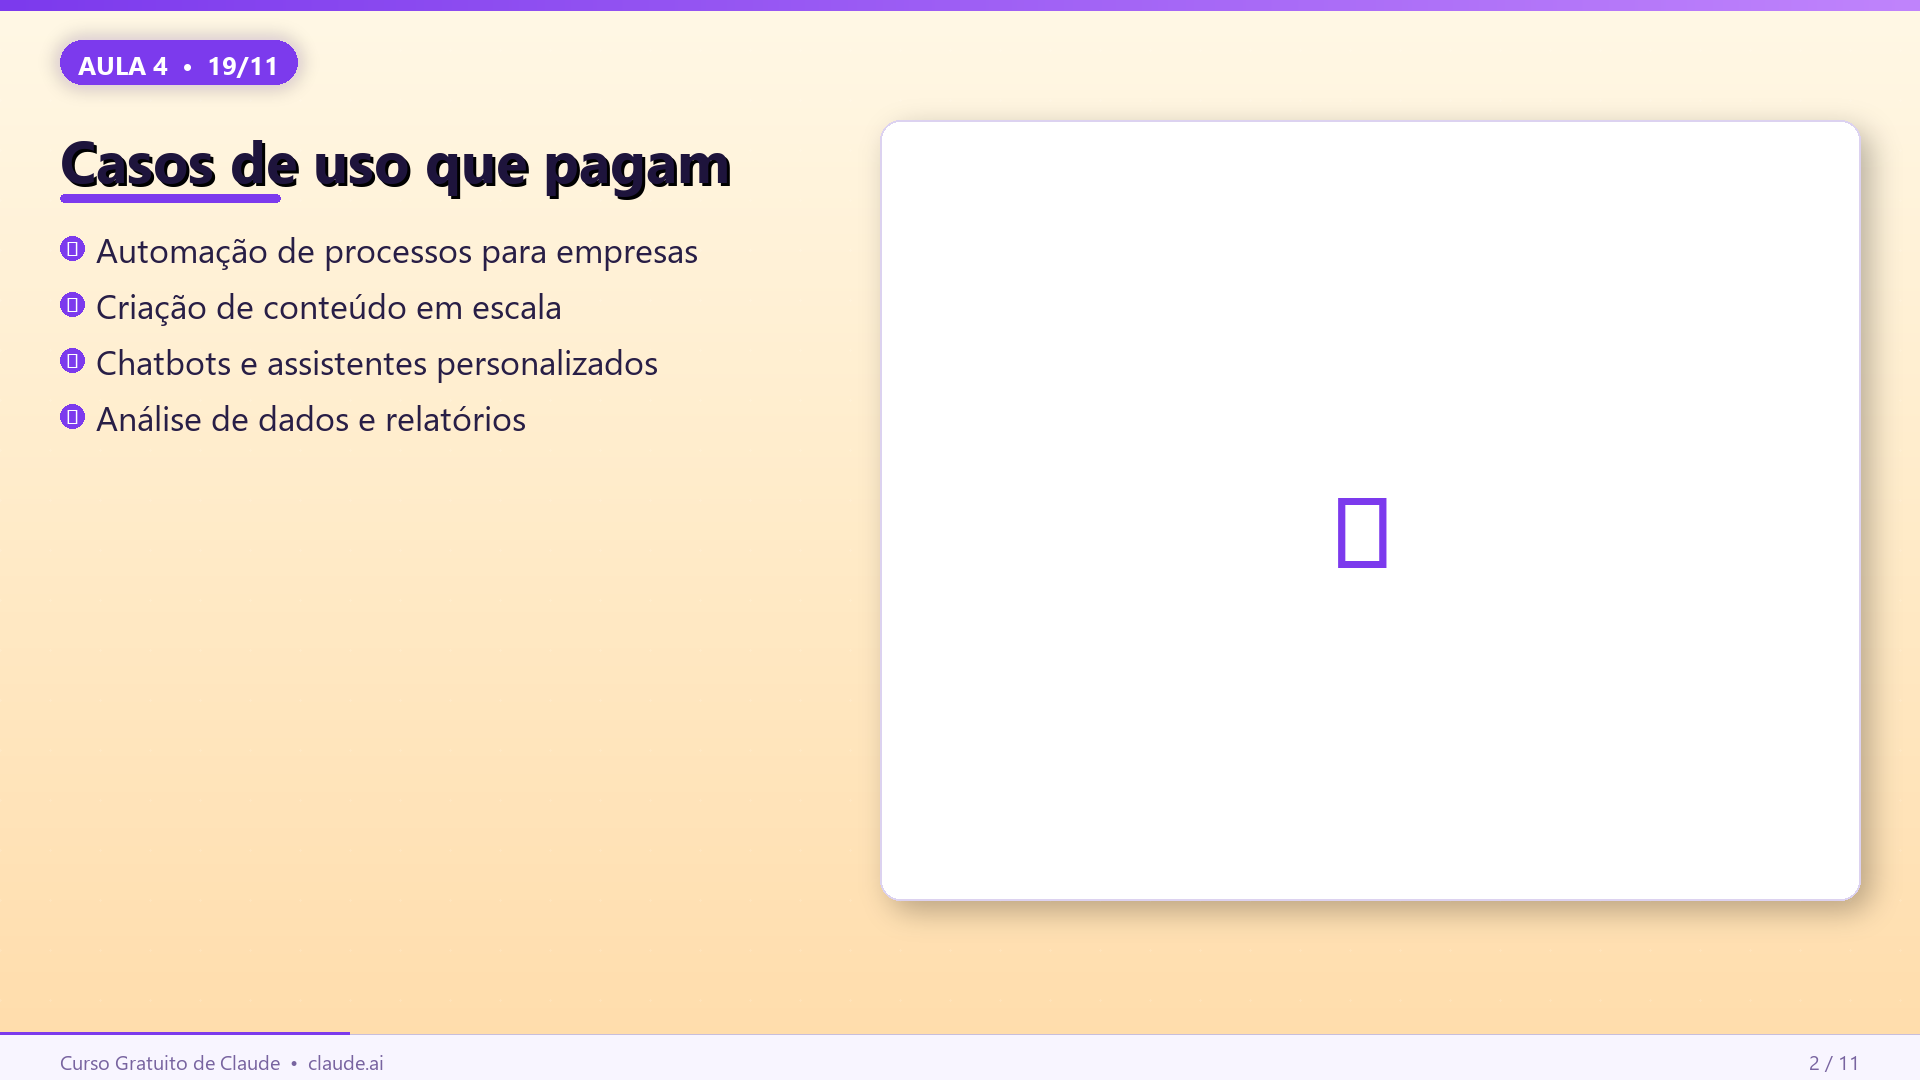 AULA 4 • 19/11
Casos de uso que pagam
Automação de processos para empresas
Criação de conteúdo em escala
Chatbots e assistentes personalizados
Análise de dados e relatórios
Curso Gratuito de Claude • claude.ai
2 / 11